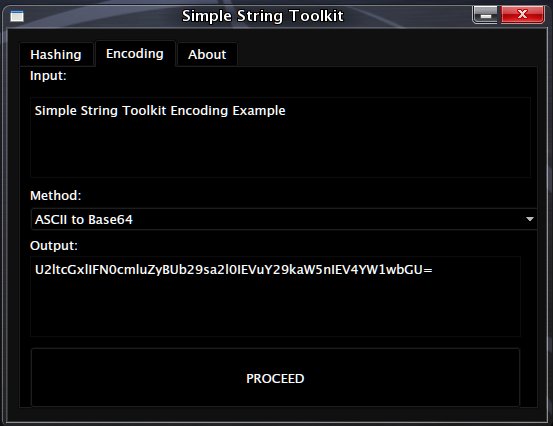 Simple String Toolkit
Hashing Encoding About
Input:
Simple String Toolkit Encoding Example
Method:
ASCII to Base64
Output:
U2ltcGxlIFN0cmluZyBUb29sa2l0IEVuY29kaW5nIEV4YW1wbGU=
PROCEED